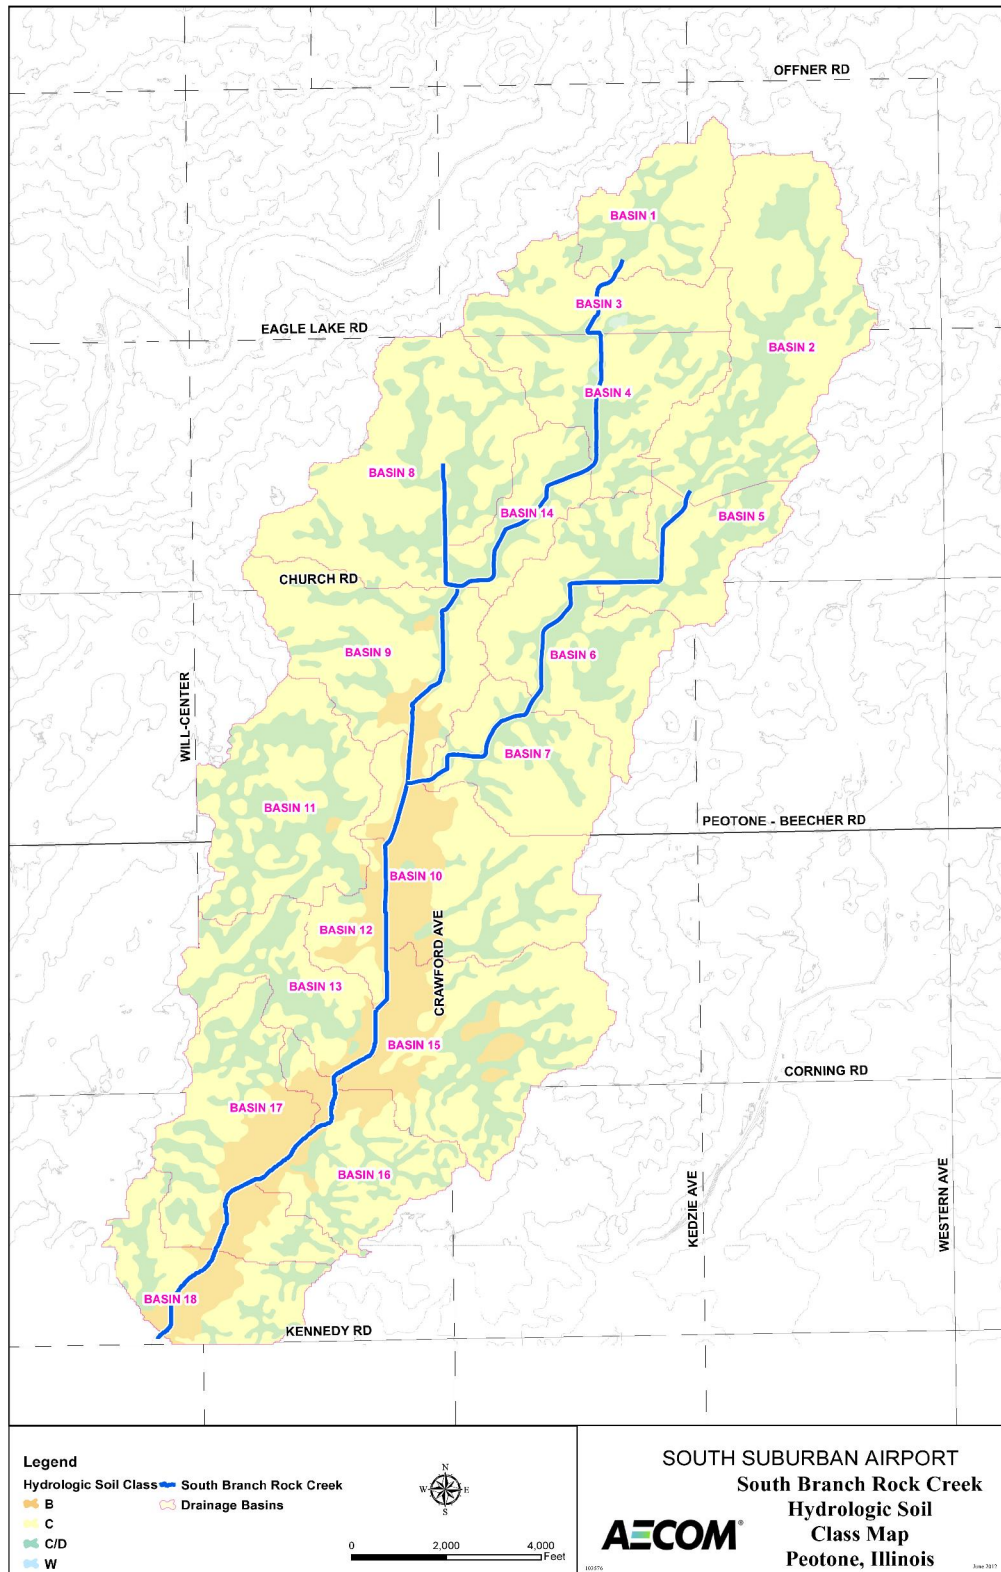 OFFNER RD
BASIN 1
BASIN 3
EAGLE LAKE RD
BASIN 2
BASIN 4
BASIN 8
BASIN 14
BASIN 5
CHURCH RD
BASIN 9
BASIN 6
WILL-CENTER
BASIN 7
BASIN 11
PEOTONE - BEECHER RD
BASIN 10
BASIN 12
CRAWFORD AVE
BASIN 13
BASIN 15
CORNING RD
BASIN 17
BASIN 16
KEDZIE AVE
WESTERN AVE
BASIN 18
KENNEDY RD
Legend
Hydrologic Soil Class
B
C
C/D
W
South Branch Rock Creek
Drainage Basins
N
W E
S
0 2,000 4,000
Feet
SOUTH SUBURBAN AIRPORT
South Branch Rock Creek
Hydrologic Soil
Class Map
Peotone, Illinois
AECOM
June 2012